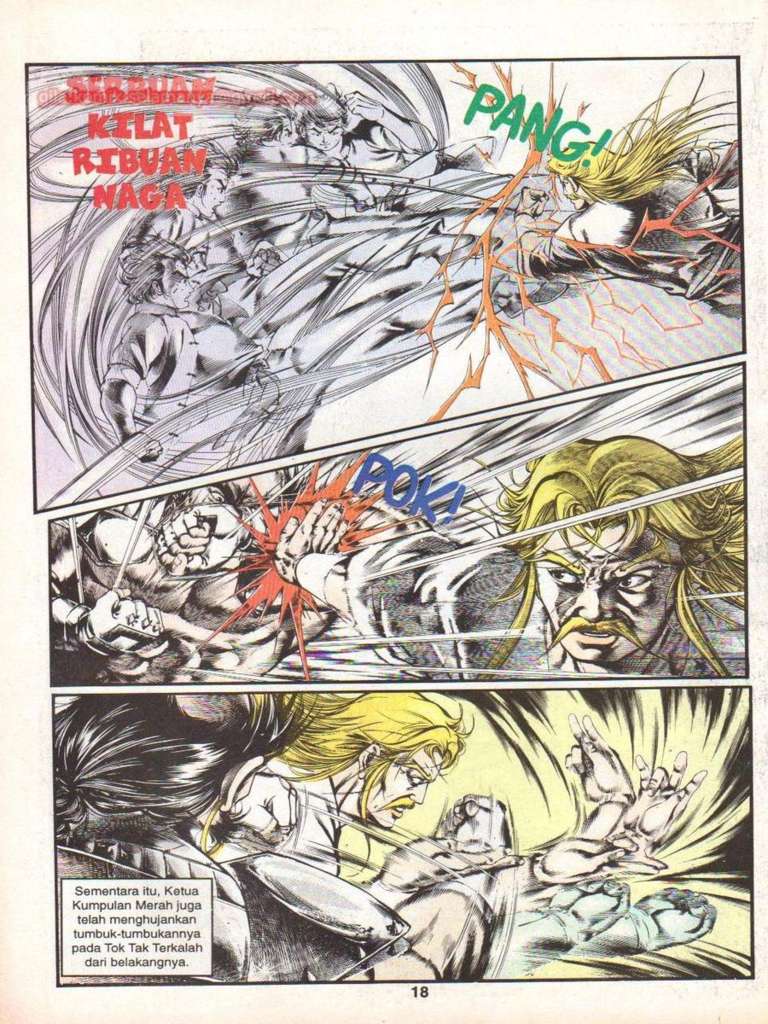 SERBUAN
KILAT
RIBUAN
NAGA
PANG!
POK!
Sementara itu, Ketua
Kumpulan Merah juga
telah menghujankan
tumbuk-tumbukannya
pada Tok Tak Terkalah
dari belakangnya.
18